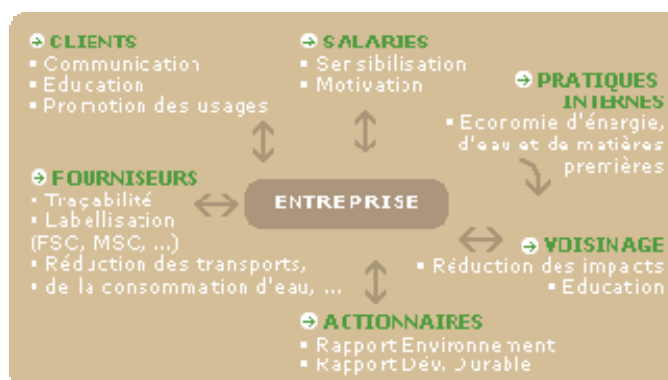 CLIENTS
▪ Communication
▪ Education
▪ Promotion des usages
SALARIES
▪ Sensibilisation
▪ Motivation
PRATIQUES
INTERNES
▪ Economie d'énergie,
d'eau et de matières
premières
FOURNISEURS
▪ Traçabilité
▪ Labellisation
(FSC, MSC, ...)
▪ Réduction des transports,
▪ de la consommation d'eau, ...
ENTREPRISE
VOISINAGE
▪ Réduction des impacts
▪ Education
ACTIONNAIRES
▪ Rapport Environnement
▪ Rapport Dév. Durable